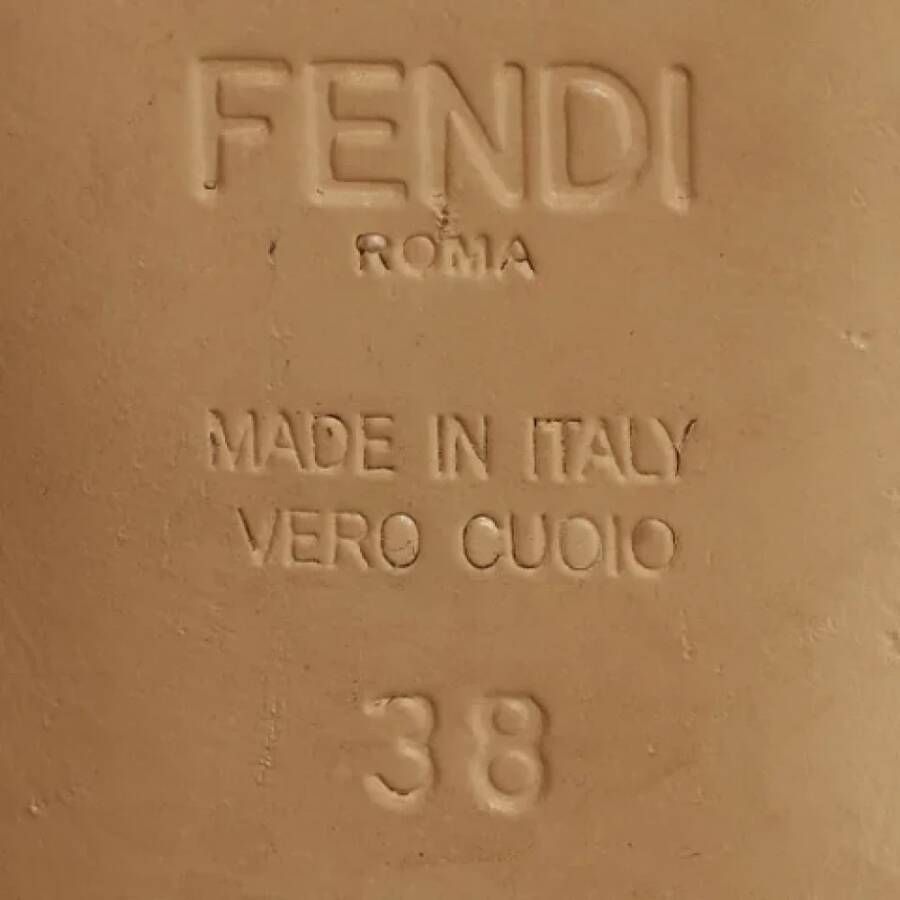 FENDI
ROMA
MADE IN ITALY
VERO CUOIO
38